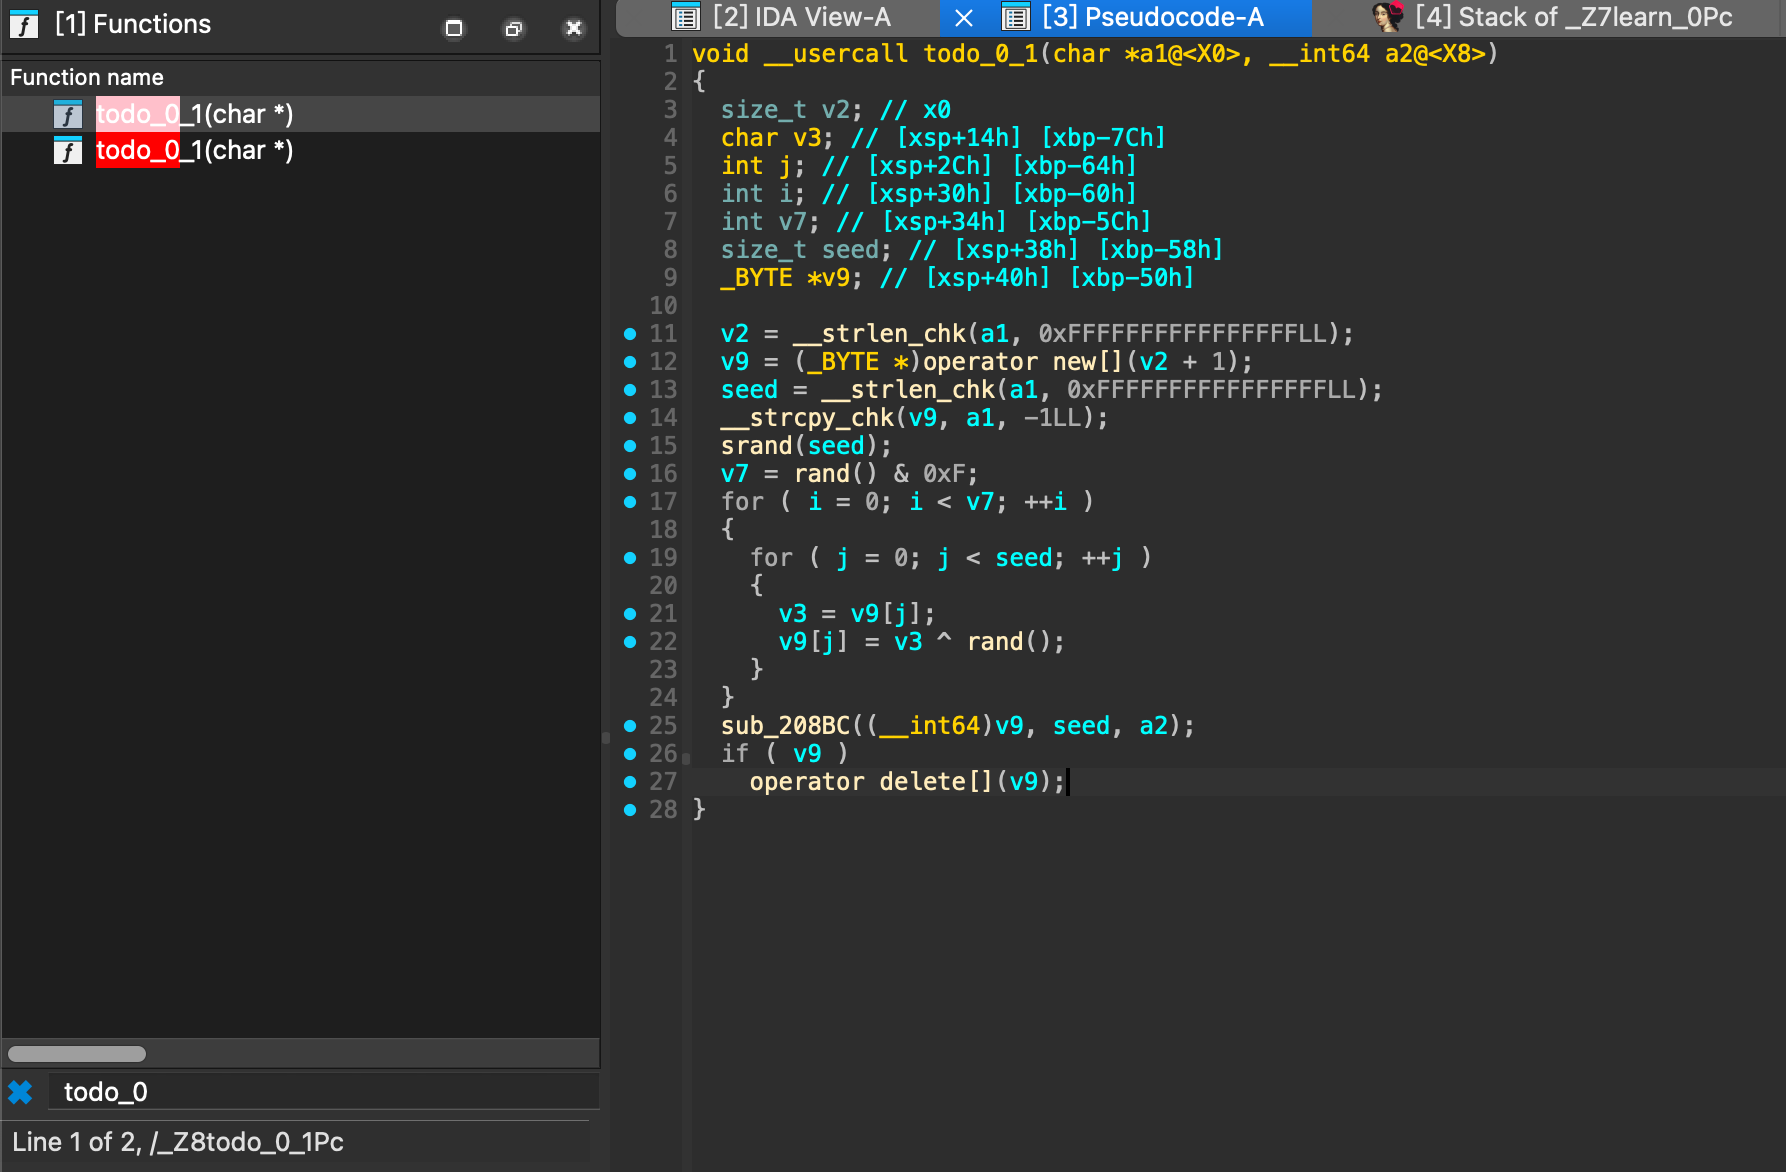 [1] Functions
Function name
todo_0_1(char *)
todo_0_1(char *)
todo_0
Line 1 of 2, /_Z8todo_0_1Pc
[2] IDA View-A
[3] Pseudocode-A
[4] Stack of _Z7learn_0Pc
1 void __usercall todo_0_1(char *a1@<X0>, __int64 a2@<X8>)
2 {
3   size_t v2; // x0
4   char v3; // [xsp+14h] [xbp-7Ch]
5   int j; // [xsp+2Ch] [xbp-64h]
6   int i; // [xsp+30h] [xbp-60h]
7   int v7; // [xsp+34h] [xbp-5Ch]
8   size_t seed; // [xsp+38h] [xbp-58h]
9   _BYTE *v9; // [xsp+40h] [xbp-50h]
10
11   v2 = __strlen_chk(a1, 0xFFFFFFFFFFFFFFFFLL);
12   v9 = (_BYTE *)operator new[](v2 + 1);
13   seed = __strlen_chk(a1, 0xFFFFFFFFFFFFFFFFLL);
14   __strcpy_chk(v9, a1, -1LL);
15   srand(seed);
16   v7 = rand() & 0xF;
17   for ( i = 0; i < v7; ++i )
18   {
19     for ( j = 0; j < seed; ++j )
20     {
21       v3 = v9[j];
22       v9[j] = v3 ^ rand();
23     }
24   }
25   sub_208BC((__int64)v9, seed, a2);
26   if ( v9 )
27     operator delete[](v9);
28 }